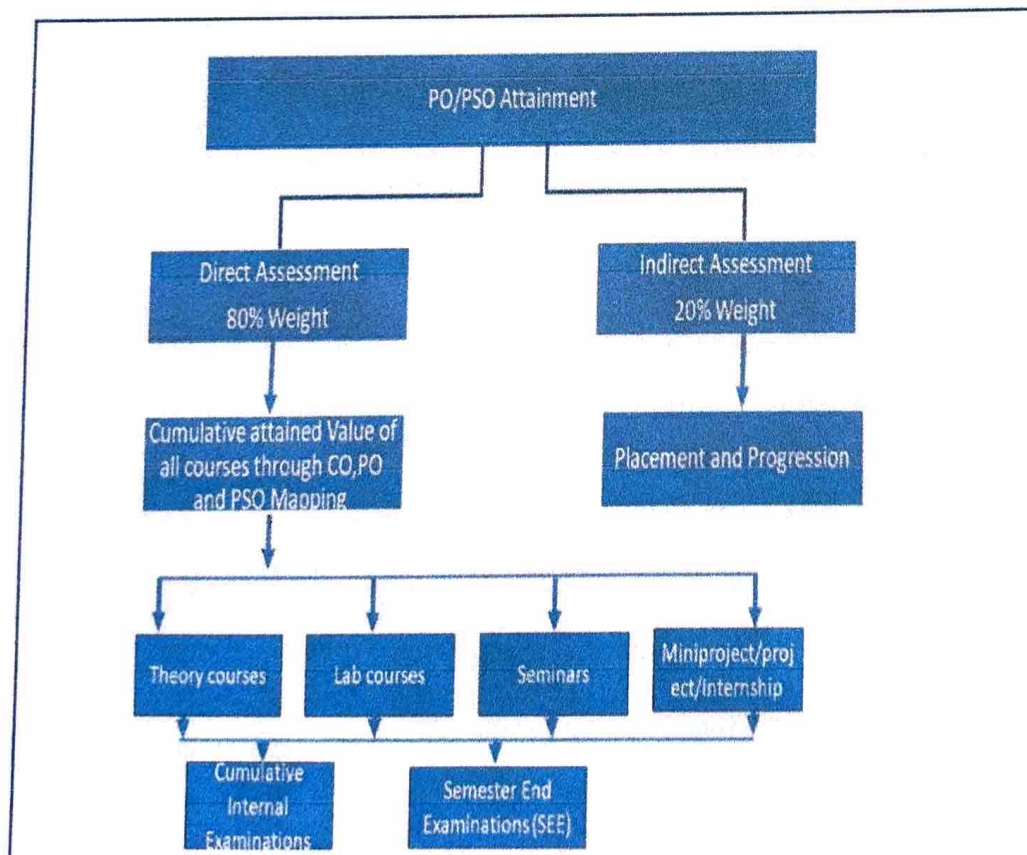 PO/PSO Attainment
Direct Assessment
80% Weight
Indirect Assessment
20% Weight
Cumulative attained Value of
all courses through CO,PO
and PSO Mapping
Placement and Progression
Theory courses
Lab courses
Seminars
Miniproject/proj
ect/Internship
Cumulative
Internal
Examinations
Semester End
Examinations(SEE)